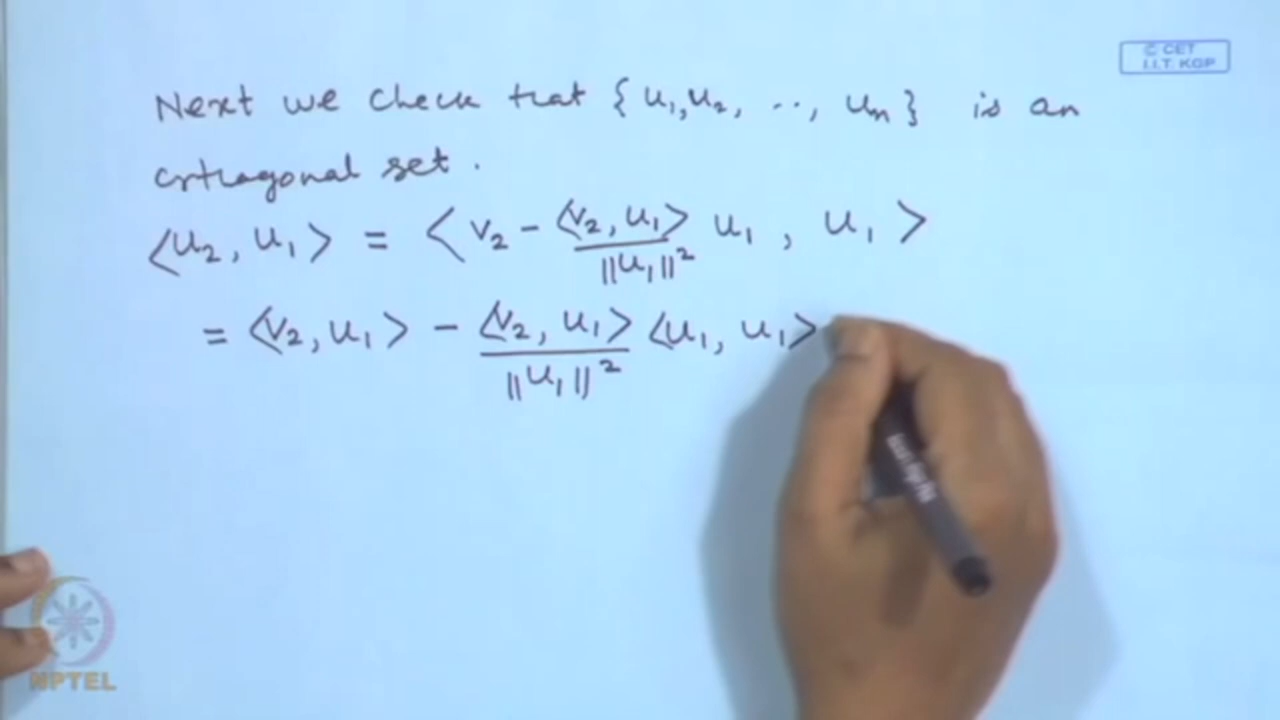 © CET
I.I.T. KGP
Next we check that {u₁,u₂, .., uₙ} is an
orthogonal set.
⟨u₂, u₁⟩ = ⟨ v₂ - ⟨v₂, u₁⟩/||u₁||² u₁ , u₁ ⟩
= ⟨v₂, u₁⟩ - ⟨v₂, u₁⟩/||u₁||² ⟨u₁, u₁⟩
NPTEL